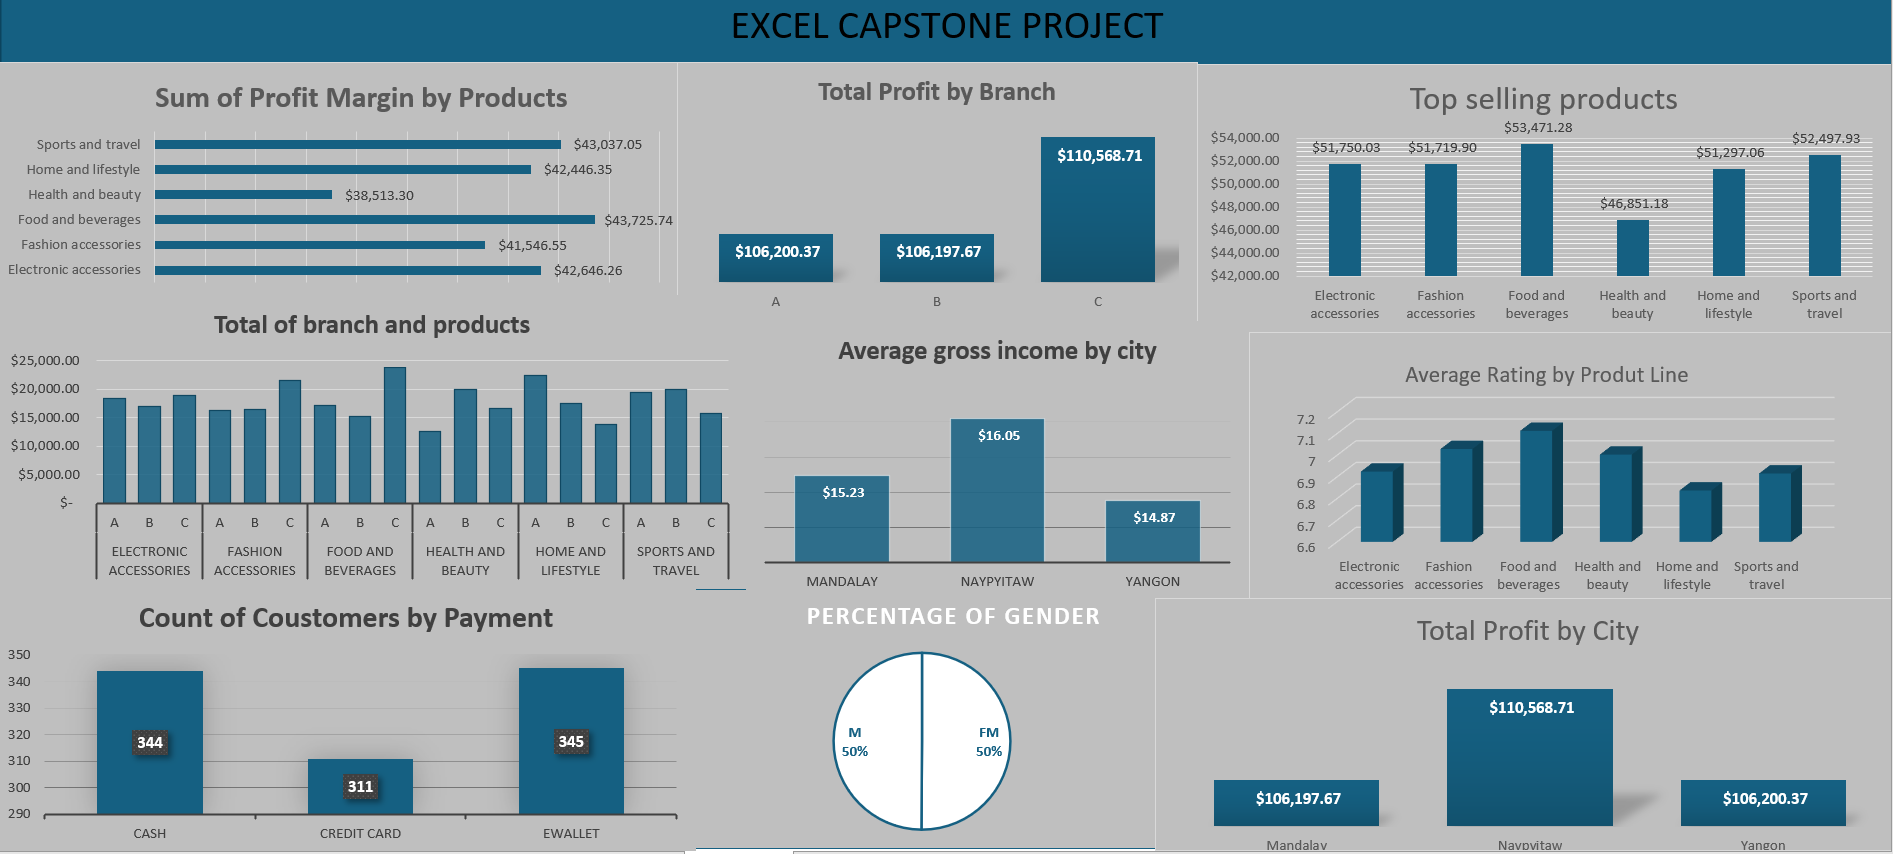 EXCEL CAPSTONE PROJECT
Sum of Profit Margin by Products
Sports and travel
$43,037.05
Home and lifestyle
$42,446.35
Health and beauty
$38,513.30
Food and beverages
$43,725.74
Fashion accessories
$41,546.55
Electronic accessories
$42,646.26
Total Profit by Branch
$106,200.37
$106,197.67
$110,568.71
A
B
C
Top selling products
$54,000.00
$52,000.00
$50,000.00
$48,000.00
$46,000.00
$44,000.00
$42,000.00
$51,750.03
$51,719.90
$53,471.28
$46,851.18
$51,297.06
$52,497.93
Electronic
accessories
Fashion
accessories
Food and
beverages
Health and
beauty
Home and
lifestyle
Sports and
travel
Total of branch and products
$25,000.00
$20,000.00
$15,000.00
$10,000.00
$5,000.00
$-
A B C A B C A B C A B C A B C A B C
ELECTRONIC
ACCESSORIES
FASHION
ACCESSORIES
FOOD AND
BEVERAGES
HEALTH AND
BEAUTY
HOME AND
LIFESTYLE
SPORTS AND
TRAVEL
Average gross income by city
$15.23
$16.05
$14.87
MANDALAY
NAYPYITAW
YANGON
Average Rating by Produt Line
7.2
7.1
7
6.9
6.8
6.7
6.6
Electronic
accessories
Fashion
accessories
Food and
beverages
Health and
beauty
Home and
lifestyle
Sports and
travel
Count of Coustomers by Payment
350
340
330
320
310
300
290
344
311
345
CASH
CREDIT CARD
EWALLET
PERCENTAGE OF GENDER
M
50%
FM
50%
Total Profit by City
$106,197.67
$110,568.71
$106,200.37
Mandalay
Naypyitaw
Yangon